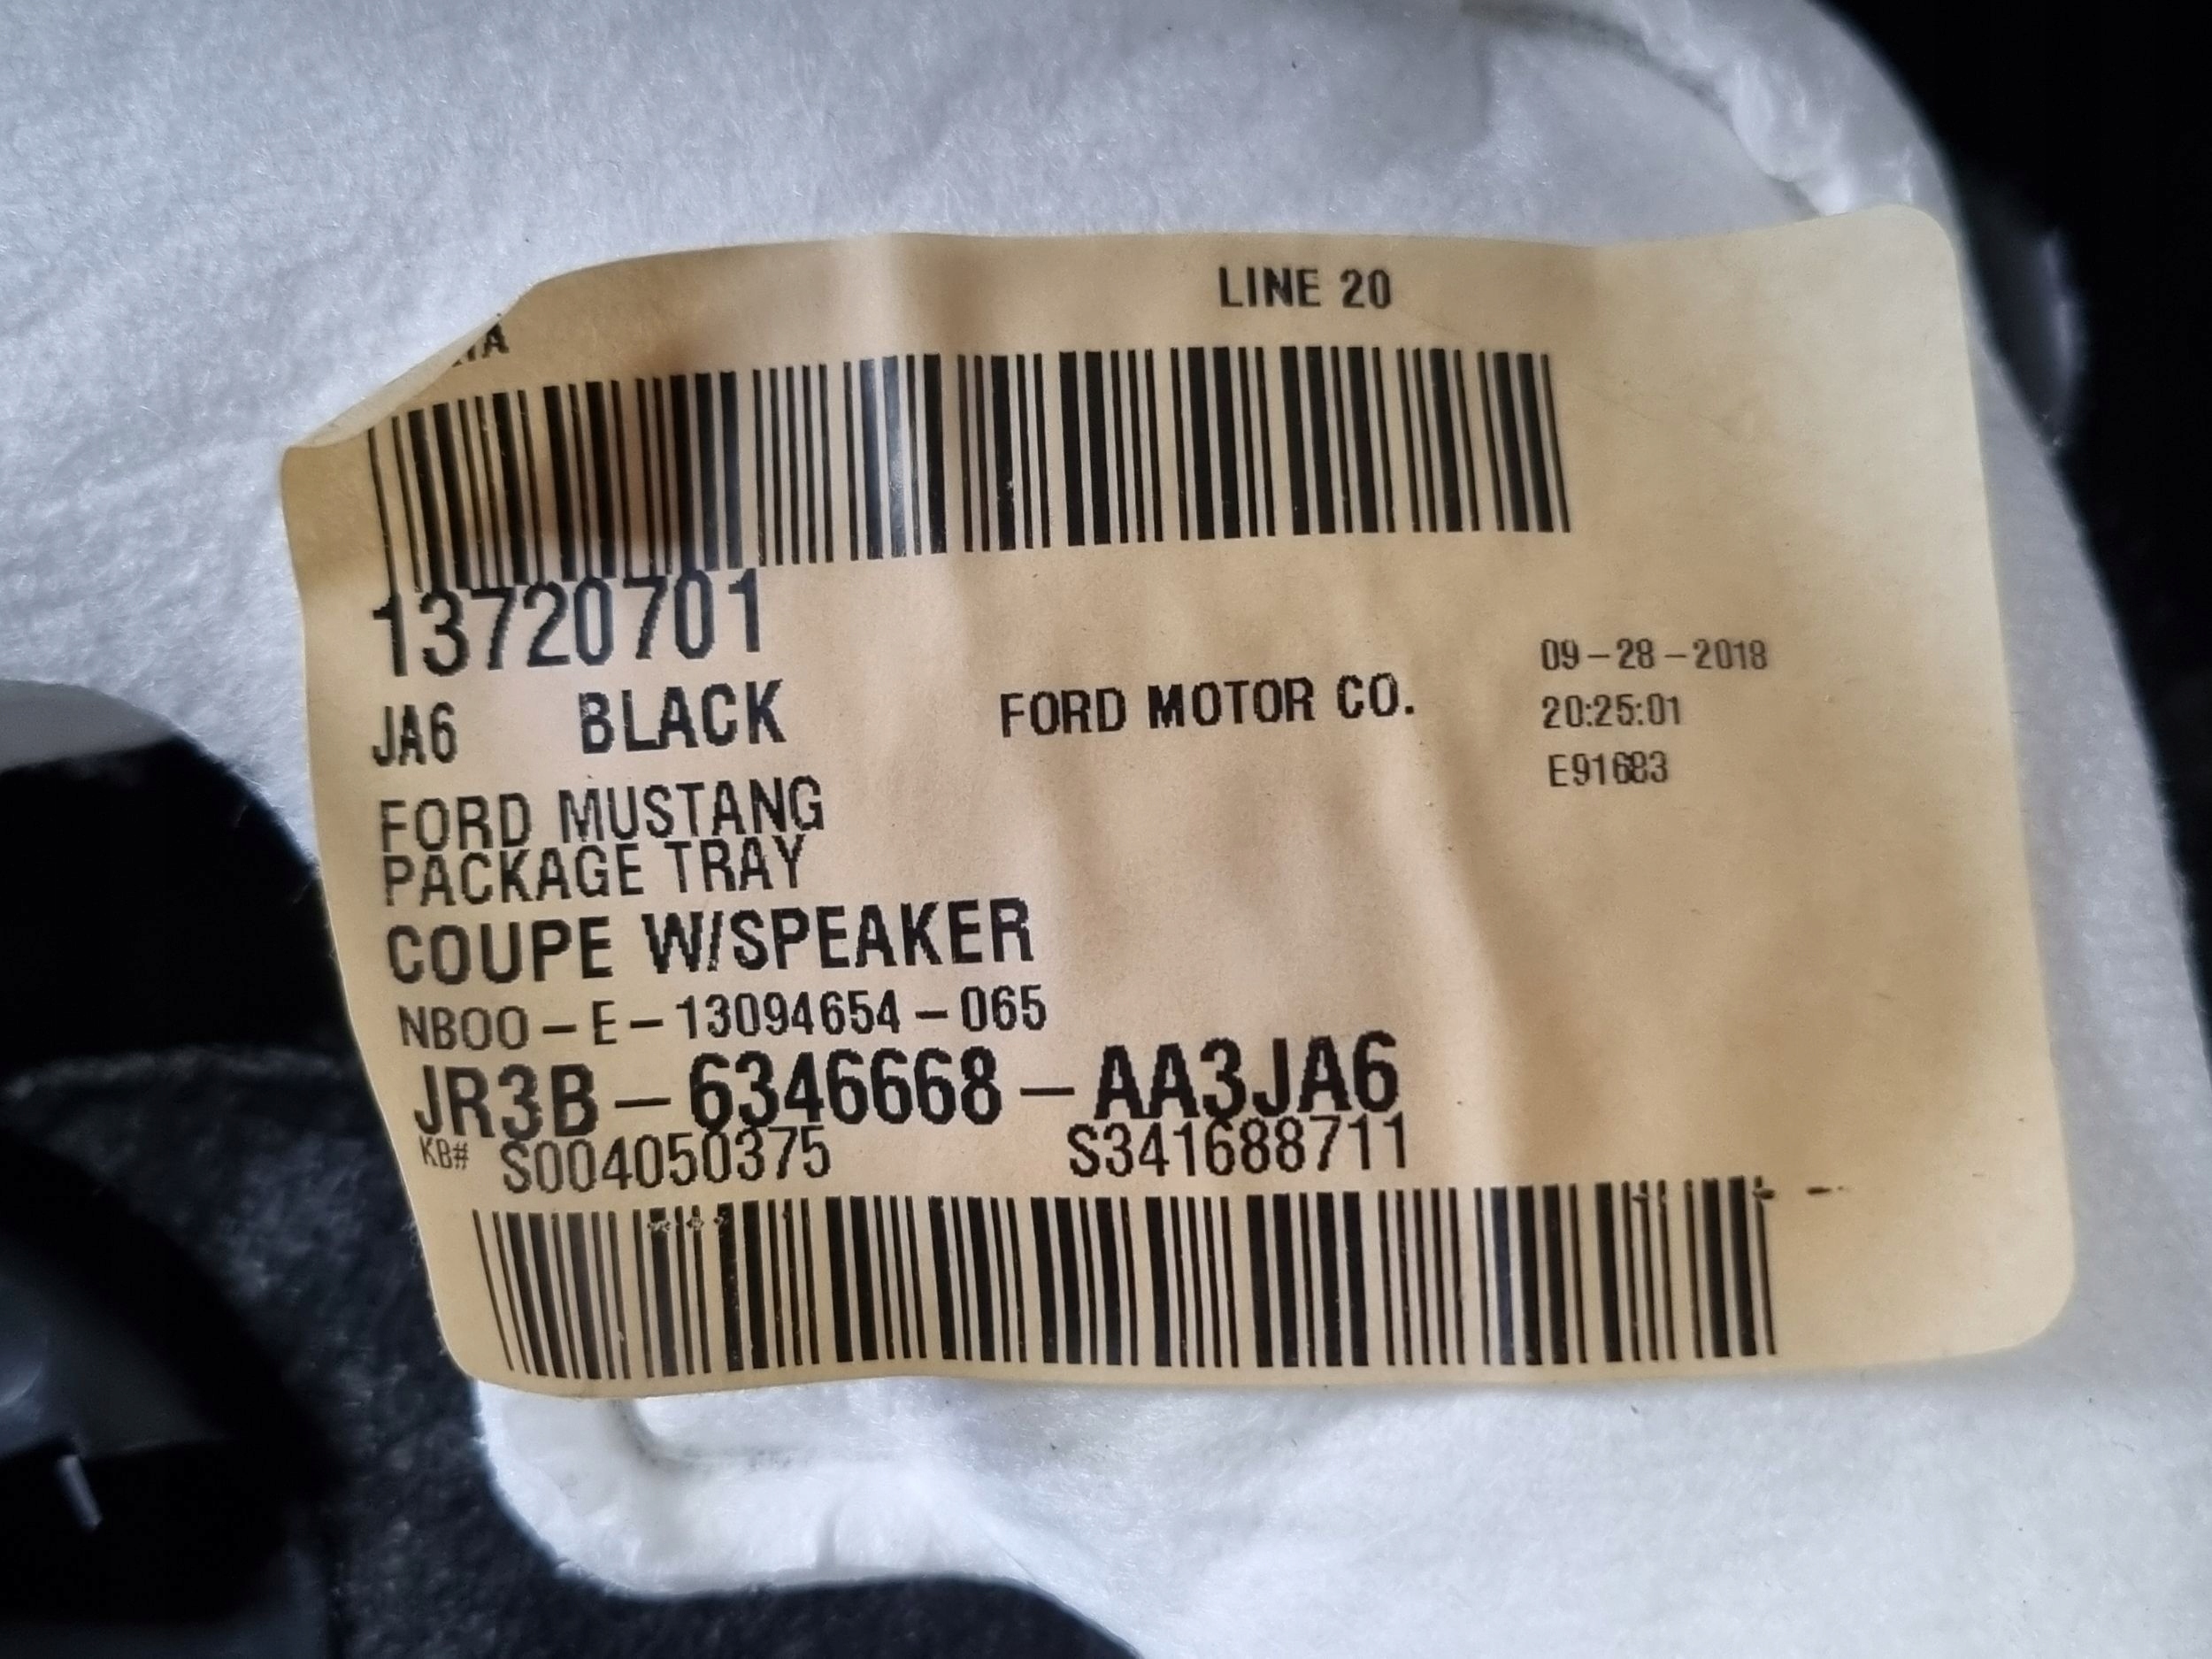 LINE 20
13720701
JA6 BLACK FORD MOTOR CO.
09-28-2018
20:25:01
E91683
FORD MUSTANG
PACKAGE TRAY
COUPE W/SPEAKER
NB00-E-13094654-065
JR3B-6346668-AA3JA6
KB# S004050375 S341688711